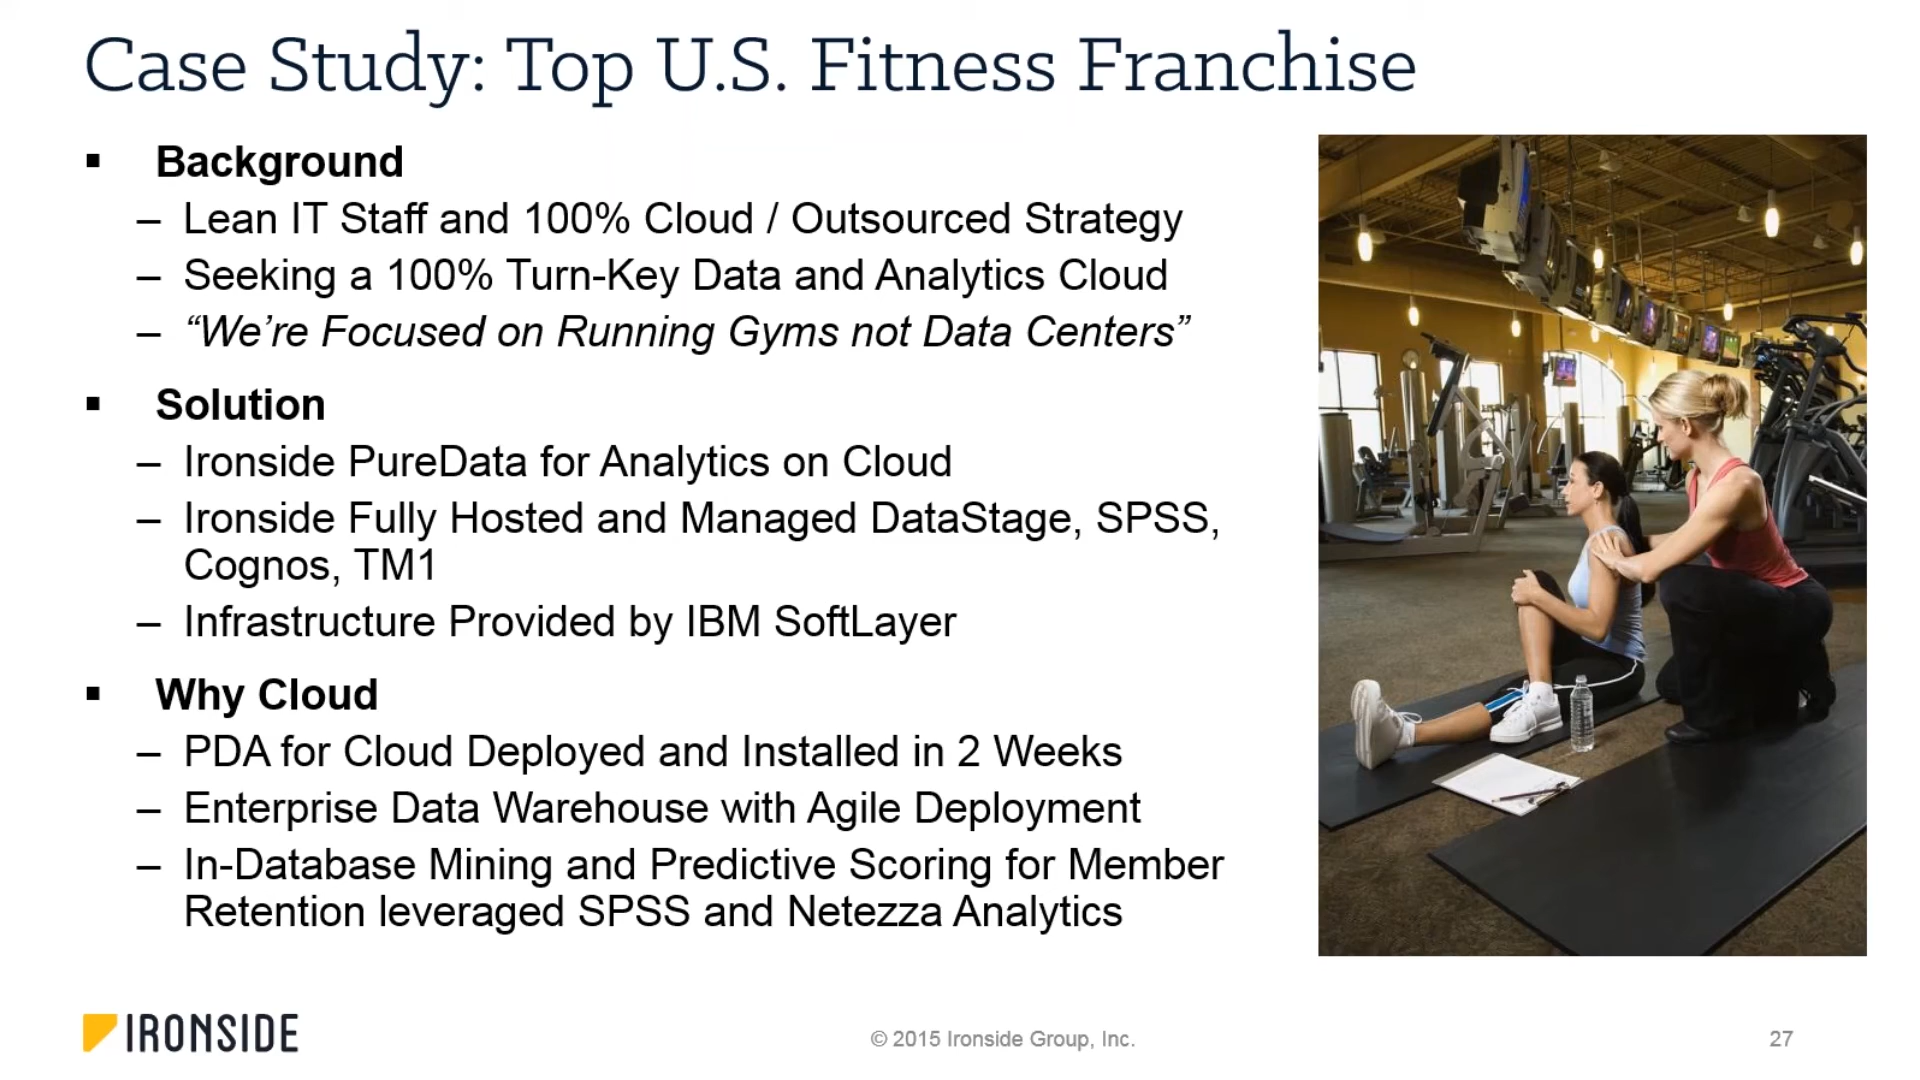 Case Study: Top U.S. Fitness Franchise
▪ Background
– Lean IT Staff and 100% Cloud / Outsourced Strategy
– Seeking a 100% Turn-Key Data and Analytics Cloud
– “We’re Focused on Running Gyms not Data Centers”
▪ Solution
– Ironside PureData for Analytics on Cloud
– Ironside Fully Hosted and Managed DataStage, SPSS,
Cognos, TM1
– Infrastructure Provided by IBM SoftLayer
▪ Why Cloud
– PDA for Cloud Deployed and Installed in 2 Weeks
– Enterprise Data Warehouse with Agile Deployment
– In-Database Mining and Predictive Scoring for Member
Retention leveraged SPSS and Netezza Analytics
IRONSIDE
© 2015 Ironside Group, Inc.
27